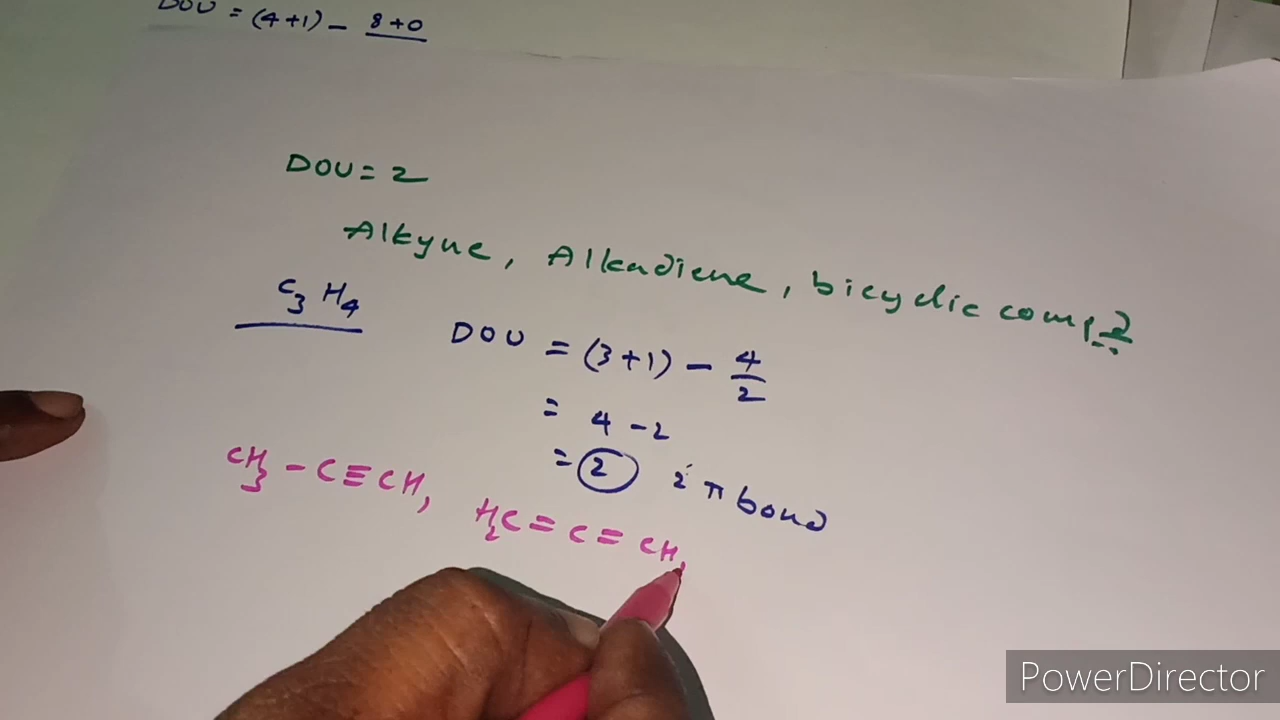 DOU = (4+1) - 8+0
DOU = 2
Alkyne, Alkadiene, bicyclic comp
C3H4
DOU = (3+1) - 4/2
= 4 - 2
= 2 2 π bond
CH3 - C ≡ CH, H2C = C = CH
PowerDirector